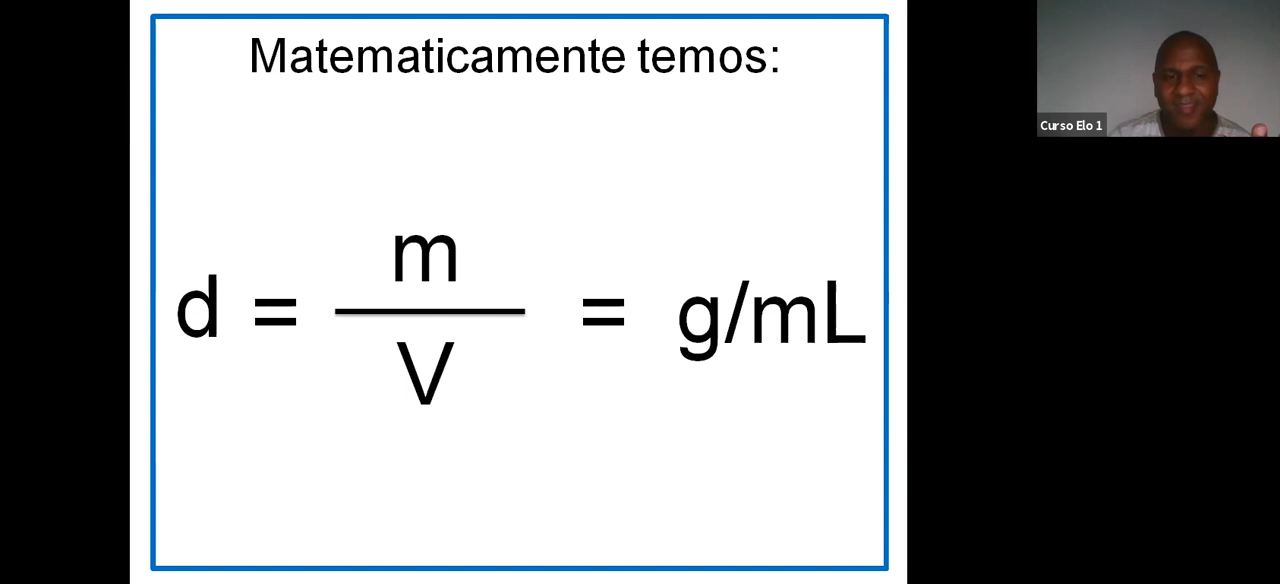 Matematicamente temos:
d = m/V = g/mL
Curso Elo 1